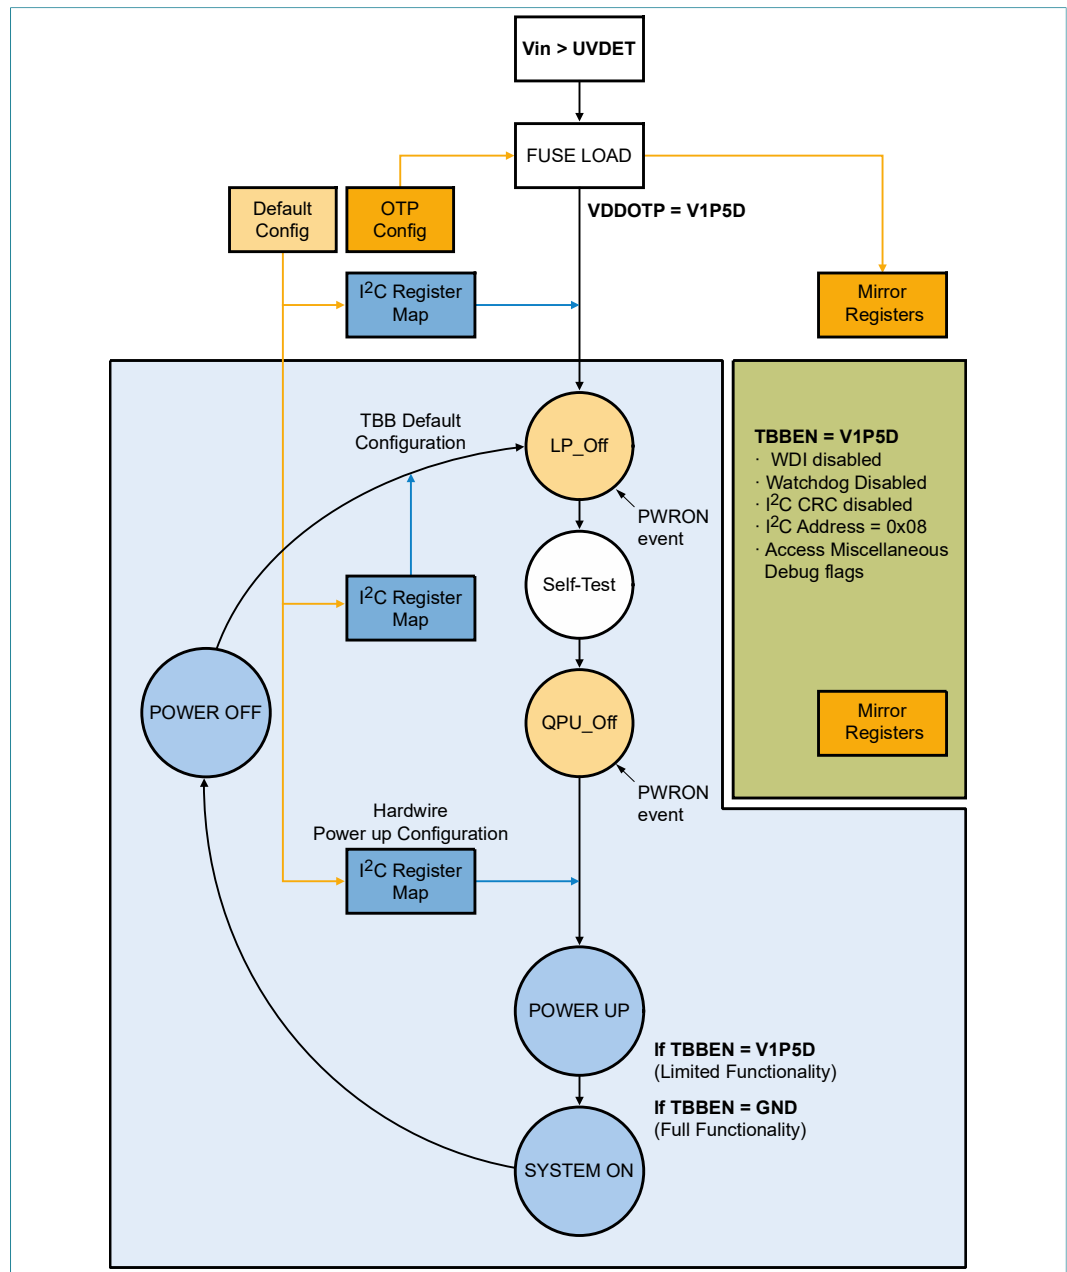 Vin > UVDET
FUSE LOAD
VDDOTP = V1P5D
Default
Config
OTP
Config
I²C Register
Map
Mirror
Registers
TBB Default
Configuration
LP_Off
PWRON
event
TBBEN = V1P5D
· WDI disabled
· Watchdog Disabled
· I²C CRC disabled
· I²C Address = 0x08
· Access Miscellaneous
Debug flags
Self-Test
I²C Register
Map
POWER OFF
QPU_Off
Mirror
Registers
PWRON
event
Hardwire
Power up Configuration
I²C Register
Map
POWER UP
If TBBEN = V1P5D
(Limited Functionality)
If TBBEN = GND
(Full Functionality)
SYSTEM ON